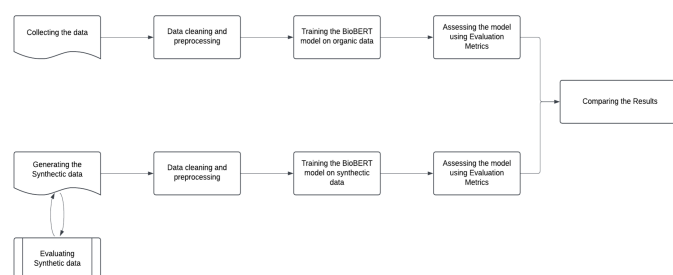 Collecting the data
Data cleaning and
preprocessing
Training the BioBERT
model on organic data
Assessing the model
using Evaluation
Metrics
Comparing the Results
Generating the
Synthectic data
Data cleaning and
preprocessing
Training the BioBERT
model on synthectic
data
Assessing the model
using Evaluation
Metrics
Evaluating
Synthetic data